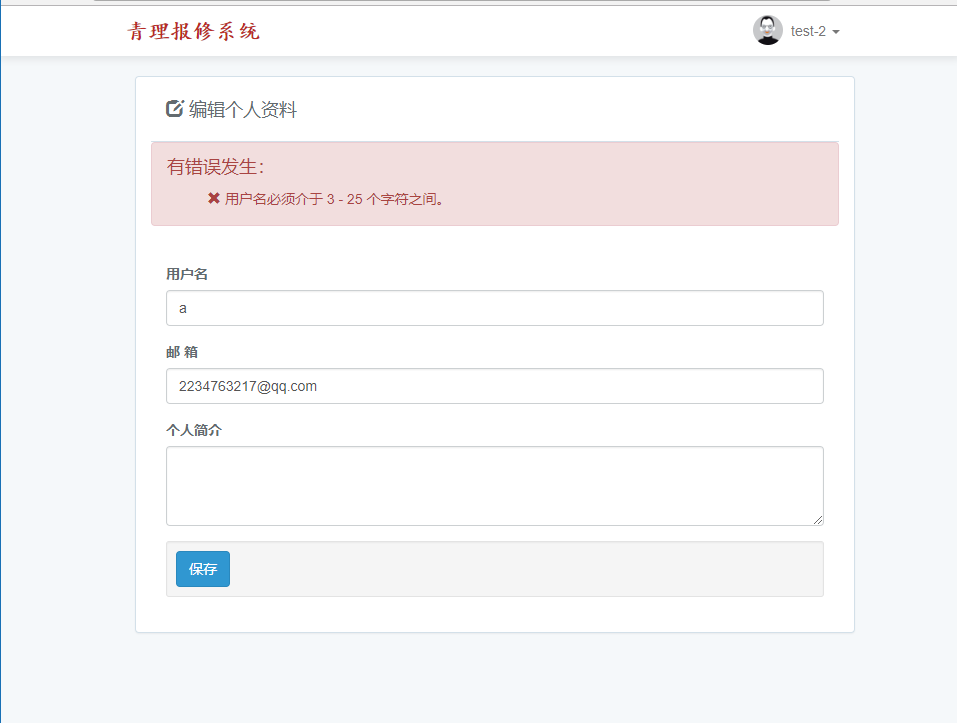 青理报修系统
test-2
编辑个人资料
有错误发生：
用户名必须介于 3 - 25 个字符之间。
用户名
a
邮 箱
2234763217@qq.com
个人简介
保存